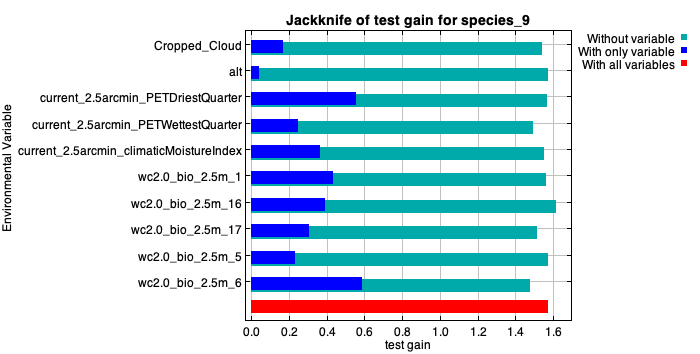 Jackknife of test gain for species_9
Without variable
With only variable
With all variables
Environmental Variable
Cropped_Cloud
alt
current_2.5arcmin_PETDriestQuarter
current_2.5arcmin_PETWettestQuarter
current_2.5arcmin_climaticMoistureIndex
wc2.0_bio_2.5m_1
wc2.0_bio_2.5m_16
wc2.0_bio_2.5m_17
wc2.0_bio_2.5m_5
wc2.0_bio_2.5m_6
0.0 0.2 0.4 0.6 0.8 1.0 1.2 1.4 1.6
test gain